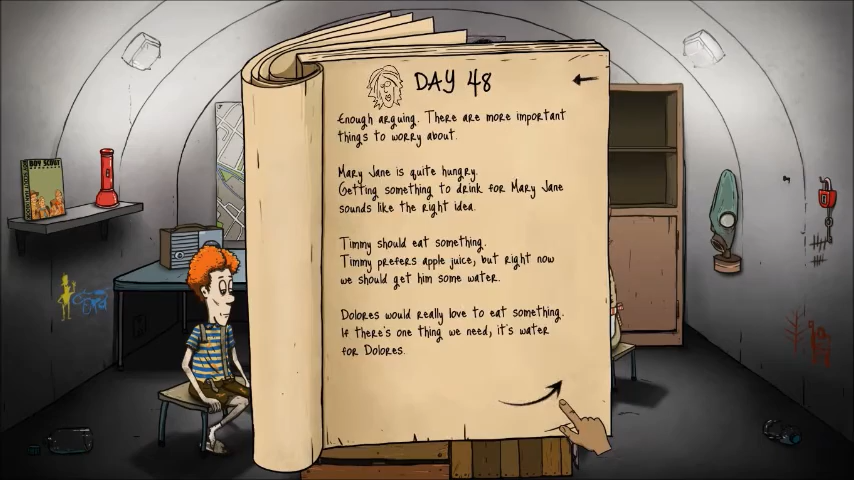 DAY 48
Enough arguing. There are more important
things to worry about.
Mary Jane is quite hungry.
Getting something to drink for Mary Jane
sounds like the right idea.
Timmy should eat something.
Timmy prefers apple juice, but right now
we should get him some water.
Dolores would really love to eat something.
If there's one thing we need, it's water
for Dolores.
BOY SCOUT